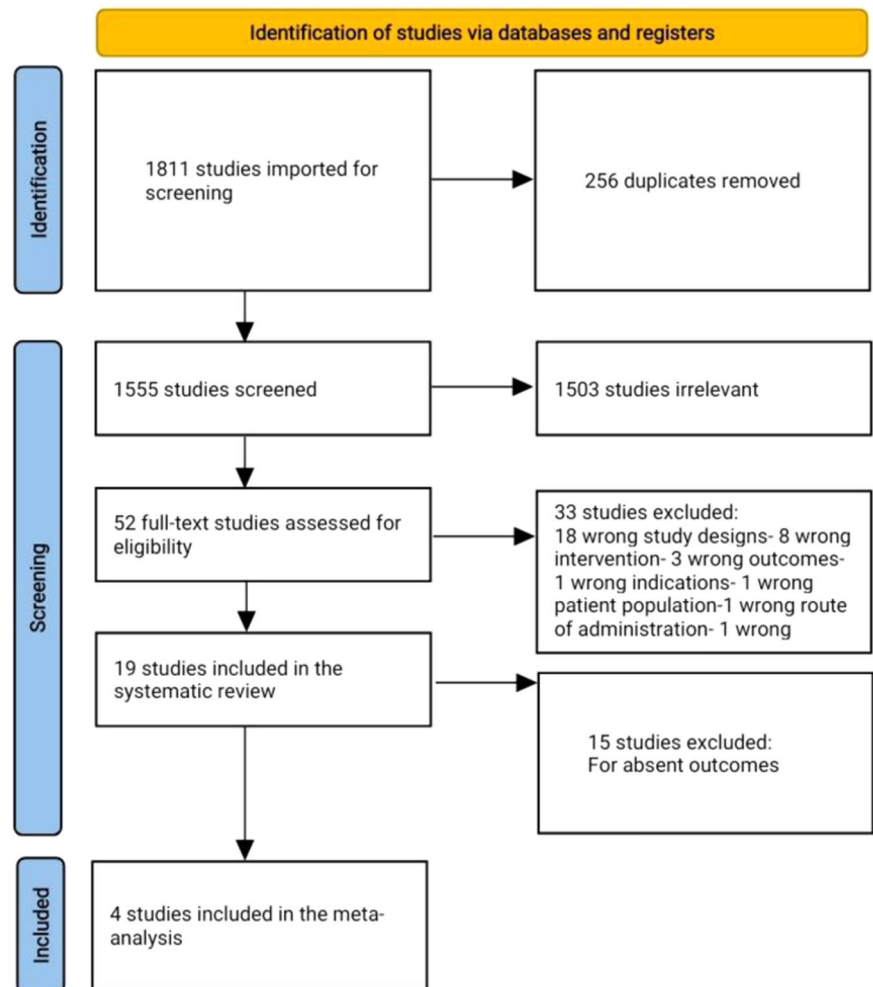 Identification of studies via databases and registers
Identification
1811 studies imported for
screening
256 duplicates removed
Screening
1555 studies screened
1503 studies irrelevant
52 full-text studies assessed for
eligibility
33 studies excluded:
18 wrong study designs- 8 wrong
intervention- 3 wrong outcomes-
1 wrong indications- 1 wrong
patient population-1 wrong route
of administration- 1 wrong
19 studies included in the
systematic review
15 studies excluded:
For absent outcomes
Included
4 studies included in the meta-
analysis